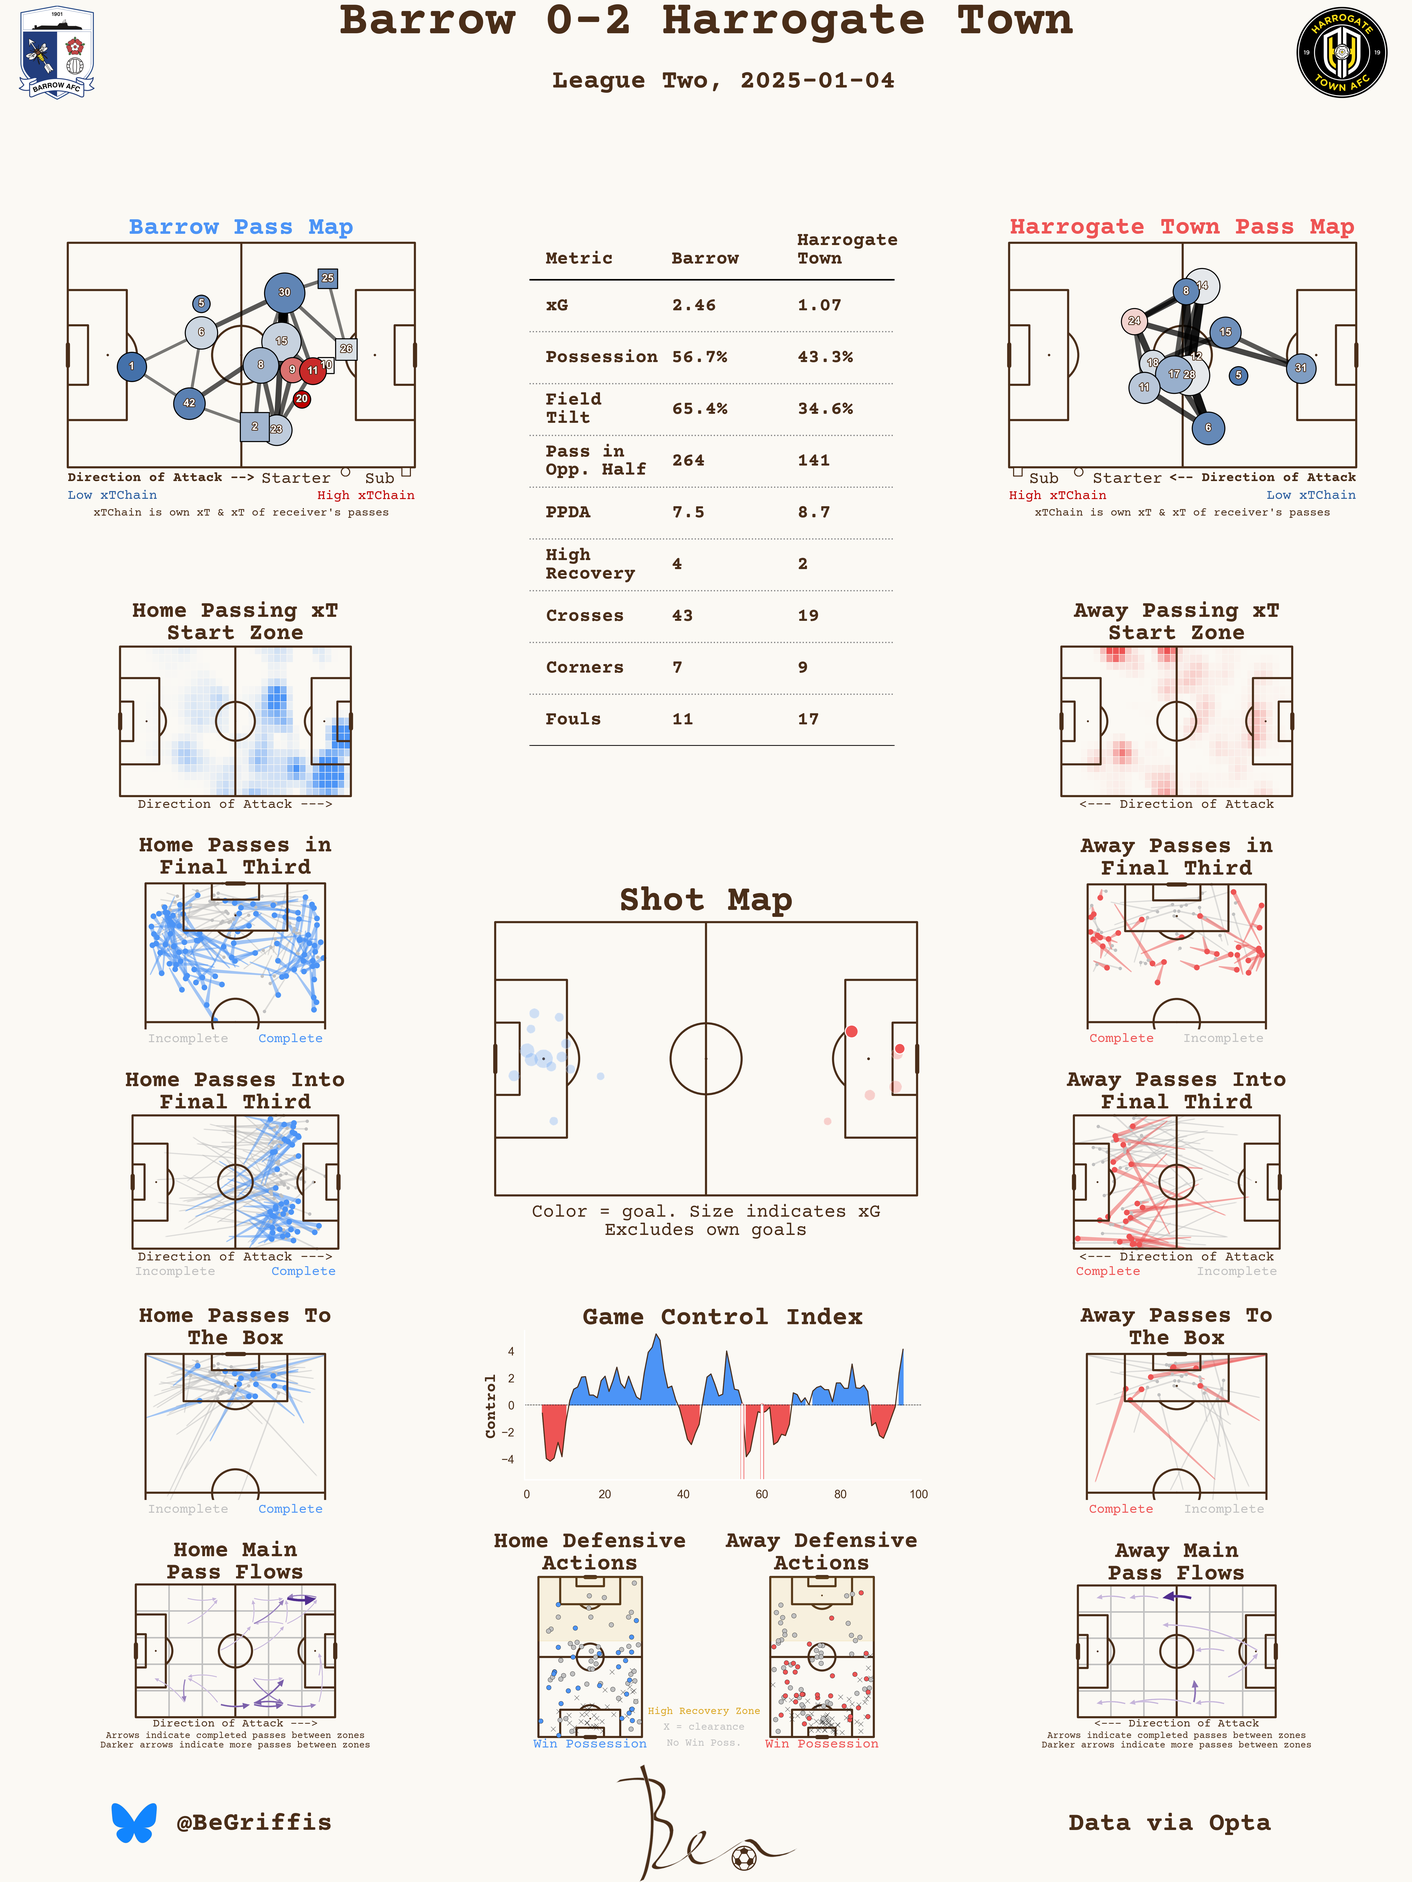 Barrow 0-2 Harrogate Town
League Two, 2025-01-04
1901
BARROW AFC
HARROGATE
19 19
TOWN AFC
Barrow Pass Map
30
25
5
6
15
26
1
8
9
11
10
20
42
2
23
Direction of Attack --> Starter Sub
Low xTChain High xTChain
xTChain is own xT & xT of receiver's passes
Metric Barrow Harrogate Town
xG 2.46 1.07
Possession 56.7% 43.3%
Field Tilt 65.4% 34.6%
Pass in Opp. Half 264 141
PPDA 7.5 8.7
High Recovery 4 2
Crosses 43 19
Corners 7 9
Fouls 11 17
Harrogate Town Pass Map
8
14
24
15
18
12
17
28
5
31
11
6
Sub Starter <-- Direction of Attack
High xTChain Low xTChain
xTChain is own xT & xT of receiver's passes
Home Passing xT
Start Zone
Direction of Attack --->
Away Passing xT
Start Zone
<--- Direction of Attack
Home Passes in
Final Third
Incomplete Complete
Away Passes in
Final Third
Complete Incomplete
Shot Map
Color = goal. Size indicates xG
Excludes own goals
Home Passes Into
Final Third
Direction of Attack --->
Incomplete Complete
Away Passes Into
Final Third
<--- Direction of Attack
Complete Incomplete
Home Passes To
The Box
Incomplete Complete
Game Control Index
Control
4
2
0
−2
−4
0 20 40 60 80 100
Away Passes To
The Box
Complete Incomplete
Home Main
Pass Flows
Direction of Attack --->
Arrows indicate completed passes between zones
Darker arrows indicate more passes between zones
Home Defensive
Actions
Win Possession
Away Defensive
Actions
Win Possession
High Recovery Zone
X = clearance
No Win Poss.
Away Main
Pass Flows
<--- Direction of Attack
Arrows indicate completed passes between zones
Darker arrows indicate more passes between zones
@BeGriffis
Ben
Data via Opta